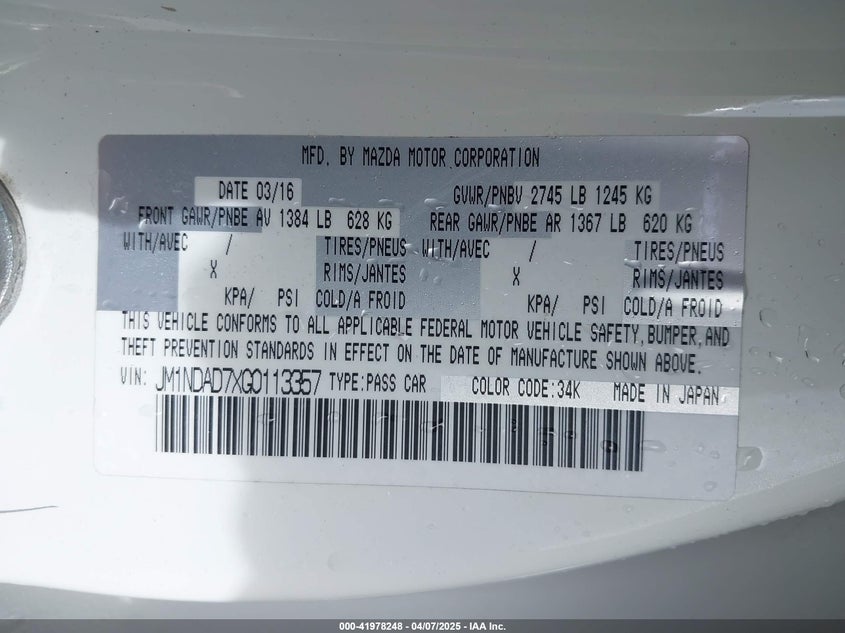 MFD. BY MAZDA MOTOR CORPORATION
DATE 03/16 GVWR/PNBV 2745 LB 1245 KG
FRONT GAWR/PNBE AV 1384 LB 628 KG REAR GAWR/PNBE AR 1367 LB 620 KG
WITH/AVEC / TIRES/PNEUS WITH/AVEC / TIRES/PNEUS
X RIMS/JANTES X RIMS/JANTES
KPA/ PSI COLD/A FROID KPA/ PSI COLD/A FROID
THIS VEHICLE CONFORMS TO ALL APPLICABLE FEDERAL MOTOR VEHICLE SAFETY, BUMPER, AND
THEFT PREVENTION STANDARDS IN EFFECT ON THE DATE OF MANUFACTURE SHOWN ABOVE.
VIN: JM1NDAD7XG0113357 TYPE:PASS CAR COLOR CODE:34K MADE IN JAPAN
000-41978248 - 04/07/2025 - IAA Inc.